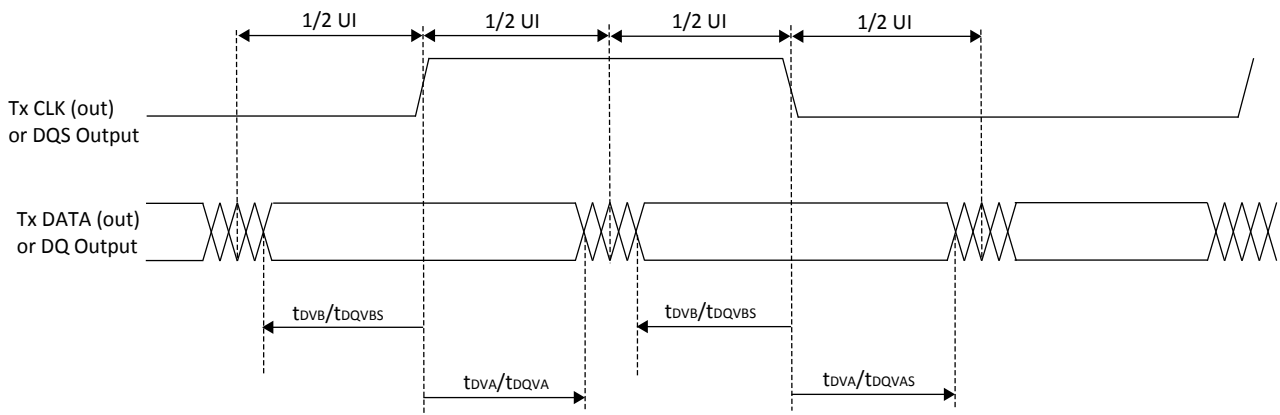 1/2 UI 1/2 UI 1/2 UI 1/2 UI
Tx CLK (out)
or DQS Output
Tx DATA (out)
or DQ Output
tDVB/tDQVBS tDVB/tDQVBS
tDVA/tDQVA tDVA/tDQVAS